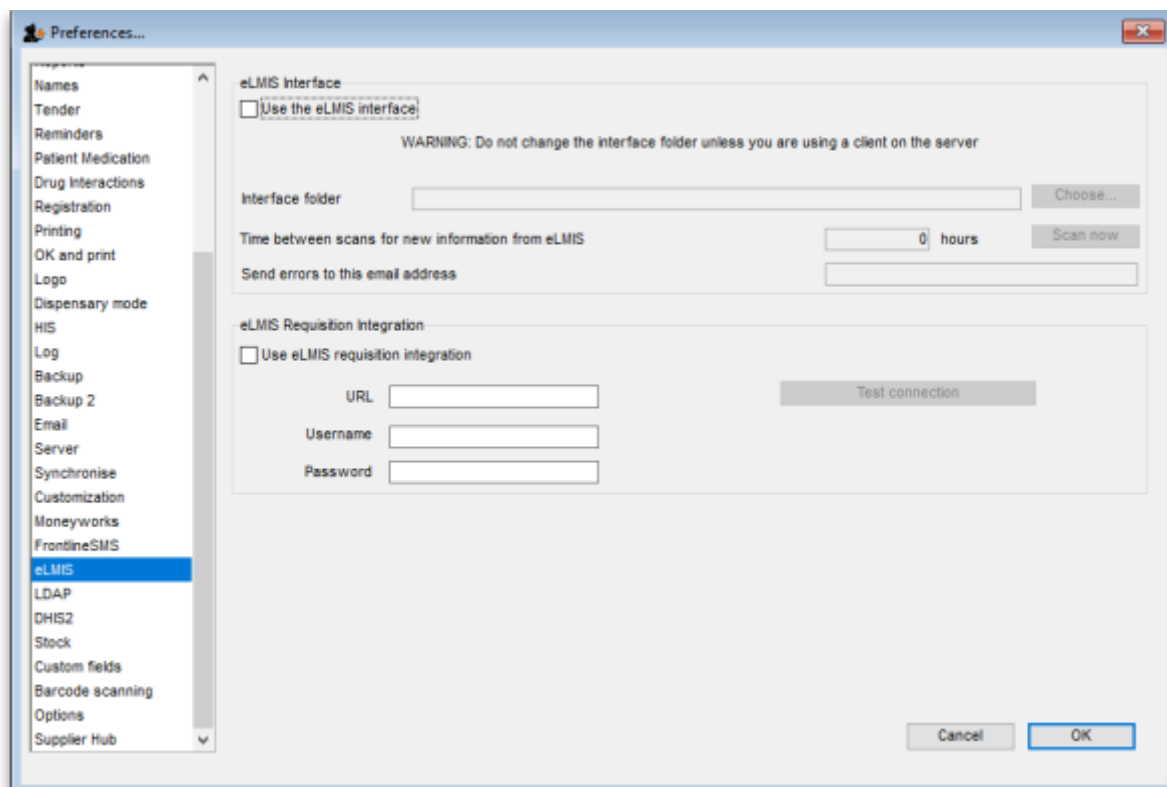 Preferences...
Names
Tender
Reminders
Patient Medication
Drug Interactions
Registration
Printing
OK and print
Logo
Dispensary mode
HIS
Log
Backup
Backup 2
Email
Server
Synchronise
Customization
Moneyworks
FrontlineSMS
eLMIS
LDAP
DHIS2
Stock
Custom fields
Barcode scanning
Options
Supplier Hub
eLMIS Interface
Use the eLMIS interface
WARNING: Do not change the interface folder unless you are using a client on the server
Interface folder Choose...
Time between scans for new information from eLMIS 0 hours Scan now
Send errors to this email address
eLMIS Requisition Integration
Use eLMIS requisition integration
URL Test connection
Username
Password
Cancel OK